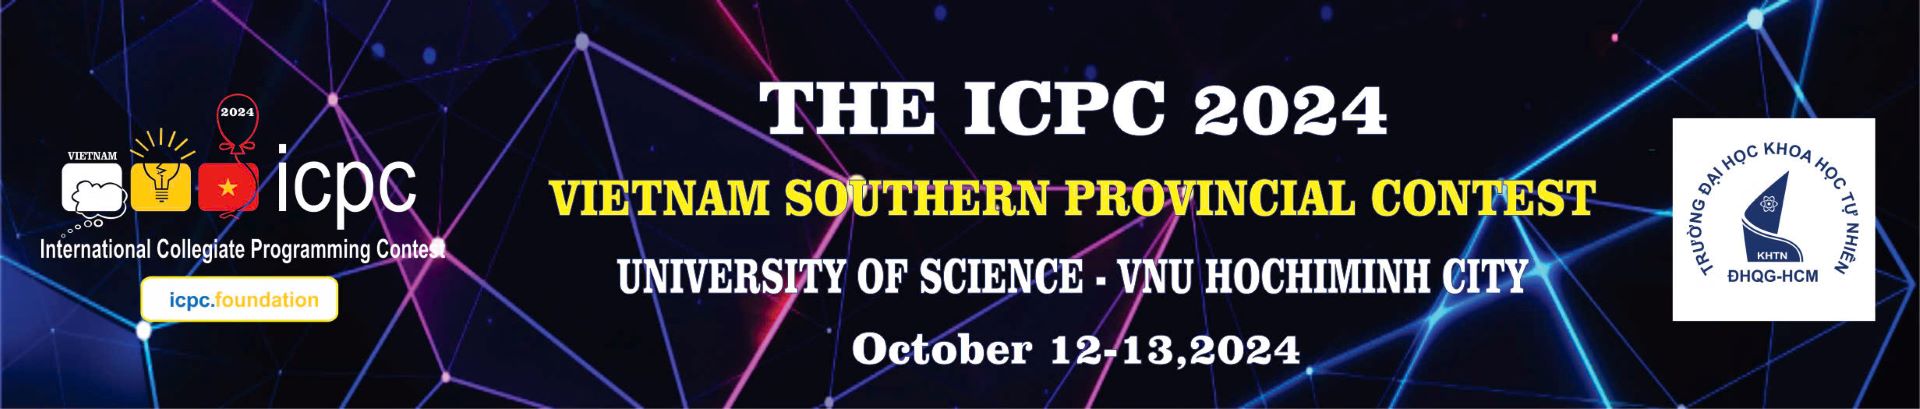 2024
VIETNAM
icpc
International Collegiate Programming Contest
icpc.foundation
THE ICPC 2024
VIETNAM SOUTHERN PROVINCIAL CONTEST
UNIVERSITY OF SCIENCE - VNU HOCHIMINH CITY
October 12-13,2024
TRƯỜNG ĐẠI HỌC KHOA HỌC TỰ NHIÊN
KHTN
ĐHQG-HCM